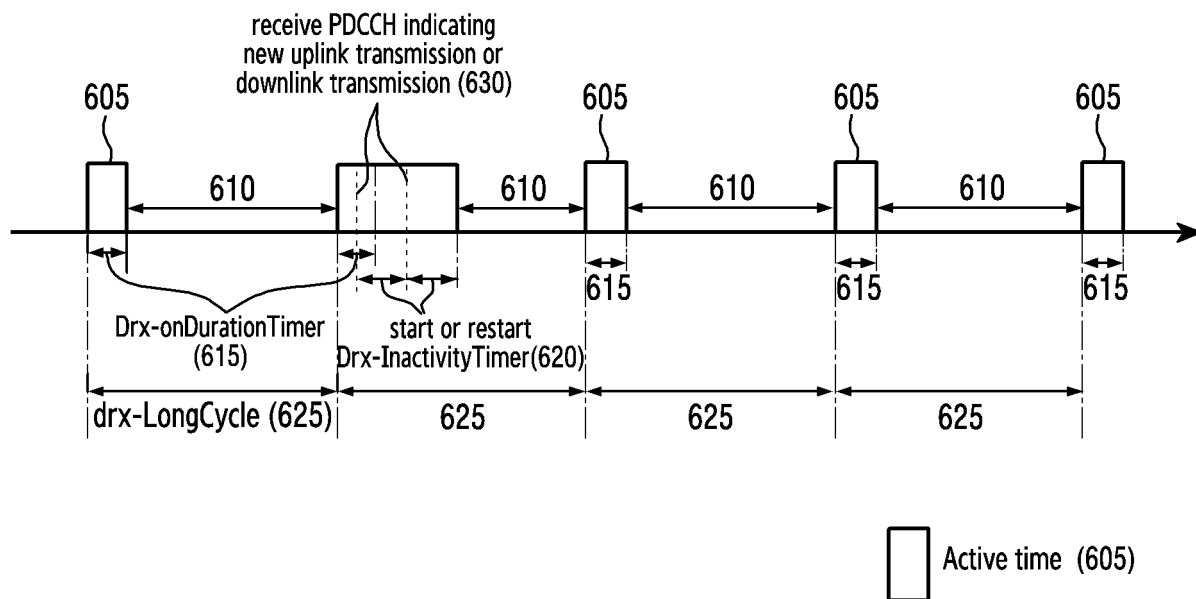 receive PDCCH indicating
new uplink transmission or
downlink transmission (630)
605
605
605
605
610
610
610
610
615
615
615
Drx-onDurationTimer
(615)
start or restart
Drx-InactivityTimer(620)
drx-LongCycle (625)
625
625
625
Active time (605)